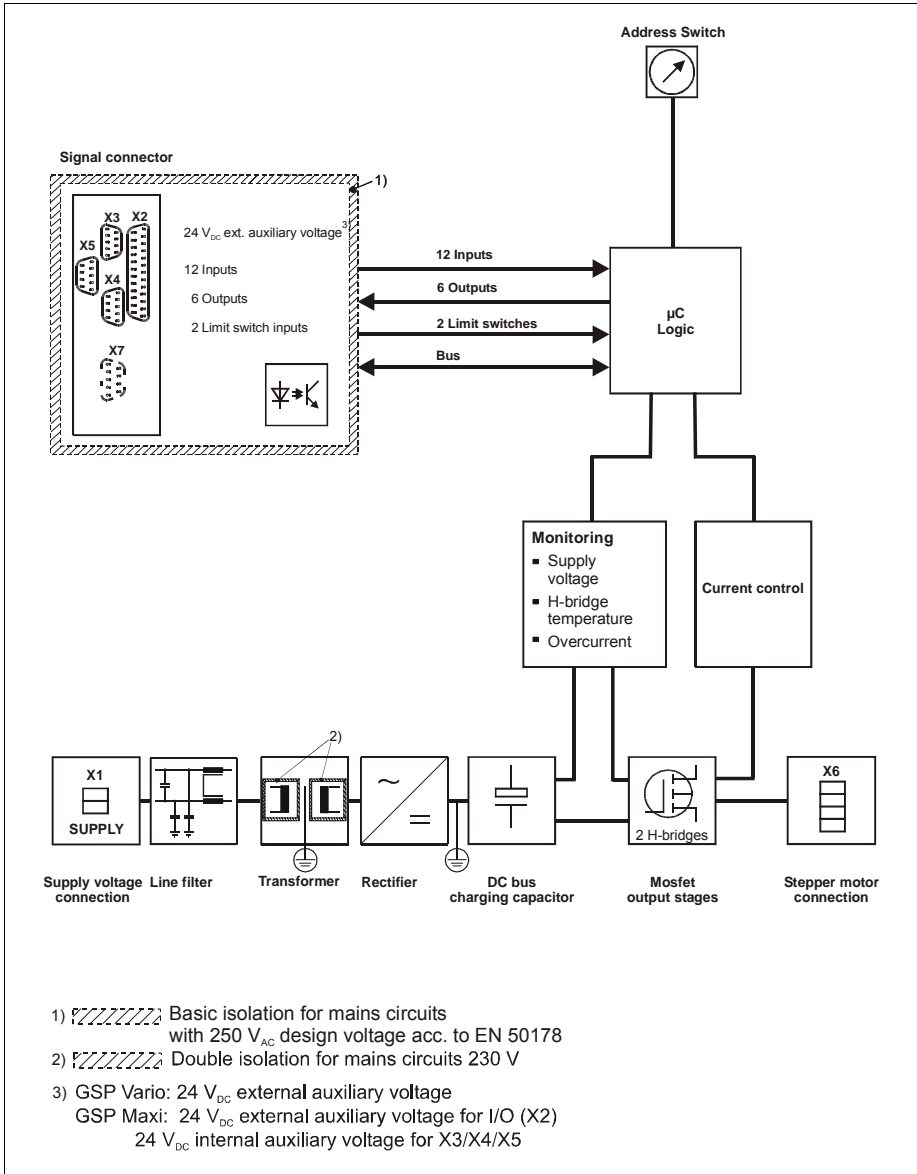 Address Switch
Signal connector
1)
X3 X2
X5
X4
X7
24 V_DC ext. auxiliary voltage 3)
12 Inputs
6 Outputs
2 Limit switch inputs
12 Inputs
6 Outputs
2 Limit switches
Bus
µC
Logic
Monitoring
▪ Supply
voltage
▪ H-bridge
temperature
▪ Overcurrent
Current control
X1
SUPPLY
2)
~
=
2 H-bridges
X6
Supply voltage
connection
Line filter
Transformer
Rectifier
DC bus
charging capacitor
Mosfet
output stages
Stepper motor
connection
1) Basic isolation for mains circuits
with 250 V_AC design voltage acc. to EN 50178
2) Double isolation for mains circuits 230 V
3) GSP Vario: 24 V_DC external auxiliary voltage
GSP Maxi: 24 V_DC external auxiliary voltage for I/O (X2)
24 V_DC internal auxiliary voltage for X3/X4/X5